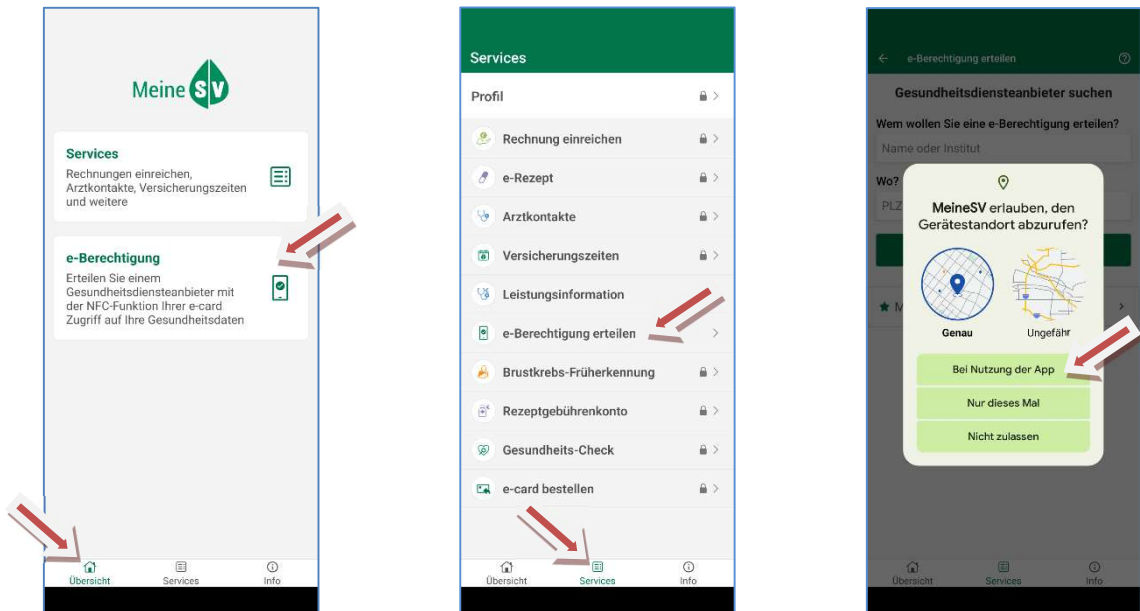 Meine SV
Services
Rechnungen einreichen,
Arztkontakte, Versicherungszeiten
und weitere
e-Berechtigung
Erteilen Sie einem
Gesundheitsdiensteanbieter mit
der NFC-Funktion Ihrer e-card
Zugriff auf Ihre Gesundheitsdaten
Übersicht
Services
Info
Services
Profil
Rechnung einreichen
e-Rezept
Arztkontakte
Versicherungszeiten
Leistungsinformation
e-Berechtigung erteilen
Brustkrebs-Früherkennung
Rezeptgebührenkonto
Gesundheits-Check
e-card bestellen
Übersicht
Services
Info
e-Berechtigung erteilen
Gesundheitsdiensteanbieter suchen
Wem wollen Sie eine e-Berechtigung erteilen?
Name oder Institut
Wo?
PLZ
MeineSV erlauben, den
Gerätestandort abzurufen?
Genau
Ungefähr
Bei Nutzung der App
Nur dieses Mal
Nicht zulassen
Übersicht
Services
Info